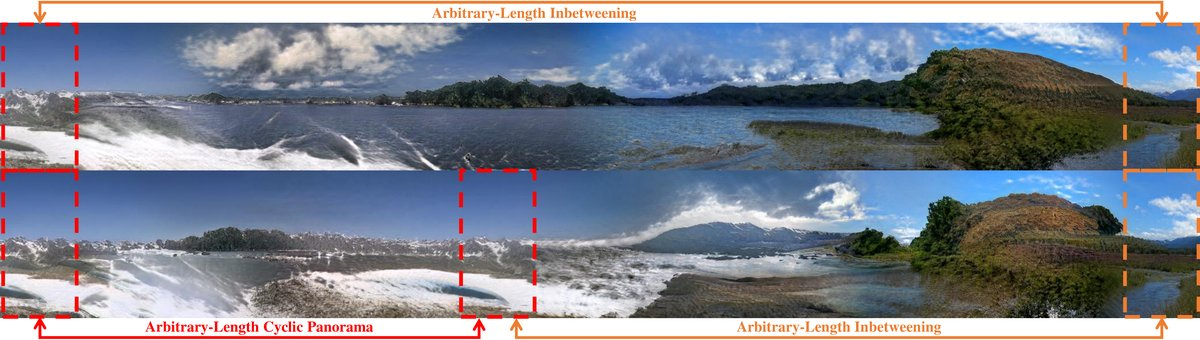 Arbitrary-Length Inbetweening
Arbitrary-Length Cyclic Panorama
Arbitrary-Length Inbetweening